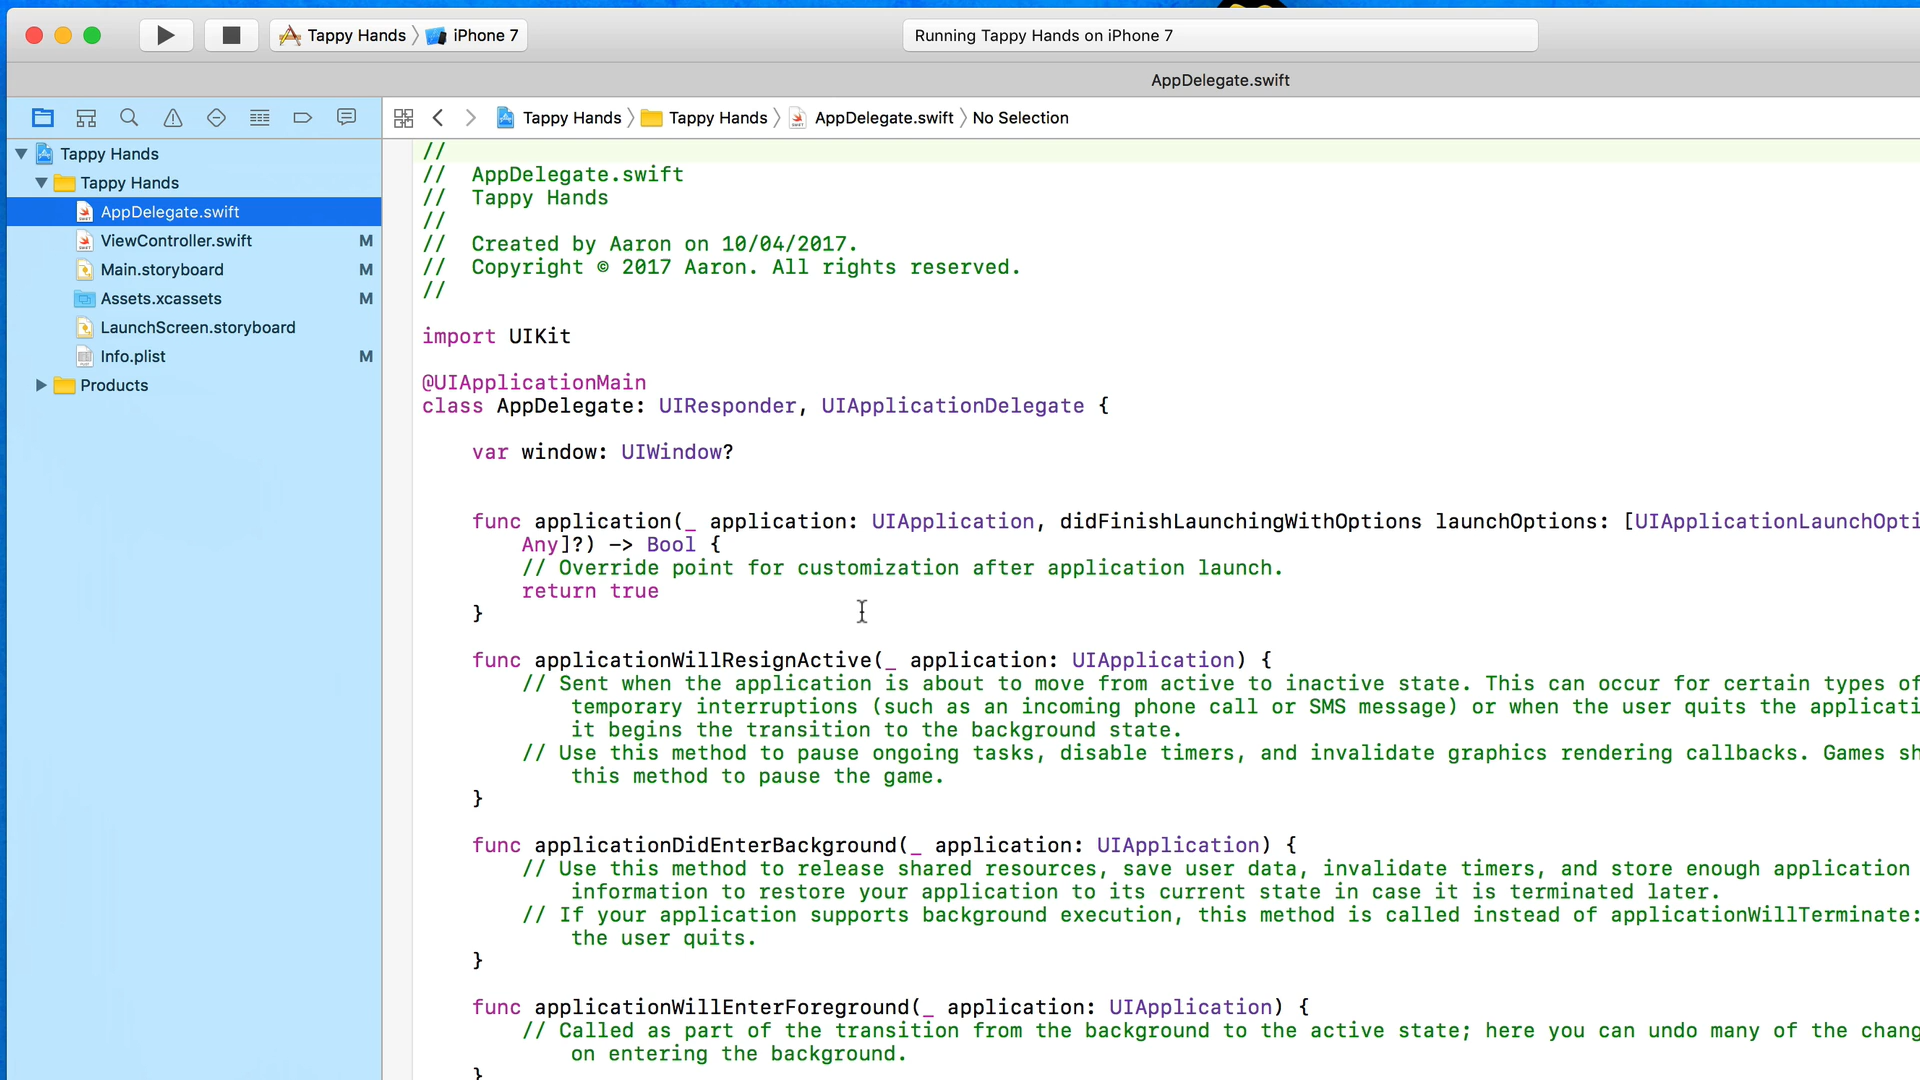 Tappy Hands 〉 iPhone 7
Running Tappy Hands on iPhone 7
AppDelegate.swift
Tappy Hands 〉 Tappy Hands 〉 AppDelegate.swift 〉 No Selection
Tappy Hands
Tappy Hands
AppDelegate.swift
ViewController.swift M
Main.storyboard M
Assets.xcassets M
LaunchScreen.storyboard
Info.plist M
Products
//
// AppDelegate.swift
// Tappy Hands
//
// Created by Aaron on 10/04/2017.
// Copyright © 2017 Aaron. All rights reserved.
//
import UIKit
@UIApplicationMain
class AppDelegate: UIResponder, UIApplicationDelegate {
var window: UIWindow?
func application(_ application: UIApplication, didFinishLaunchingWithOptions launchOptions: [UIApplicationLaunchOpti
Any]?) -> Bool {
// Override point for customization after application launch.
return true
}
func applicationWillResignActive(_ application: UIApplication) {
// Sent when the application is about to move from active to inactive state. This can occur for certain types of
temporary interruptions (such as an incoming phone call or SMS message) or when the user quits the applicati
it begins the transition to the background state.
// Use this method to pause ongoing tasks, disable timers, and invalidate graphics rendering callbacks. Games sh
this method to pause the game.
}
func applicationDidEnterBackground(_ application: UIApplication) {
// Use this method to release shared resources, save user data, invalidate timers, and store enough application
information to restore your application to its current state in case it is terminated later.
// If your application supports background execution, this method is called instead of applicationWillTerminate:
the user quits.
}
func applicationWillEnterForeground(_ application: UIApplication) {
// Called as part of the transition from the background to the active state; here you can undo many of the chang
on entering the background.
}